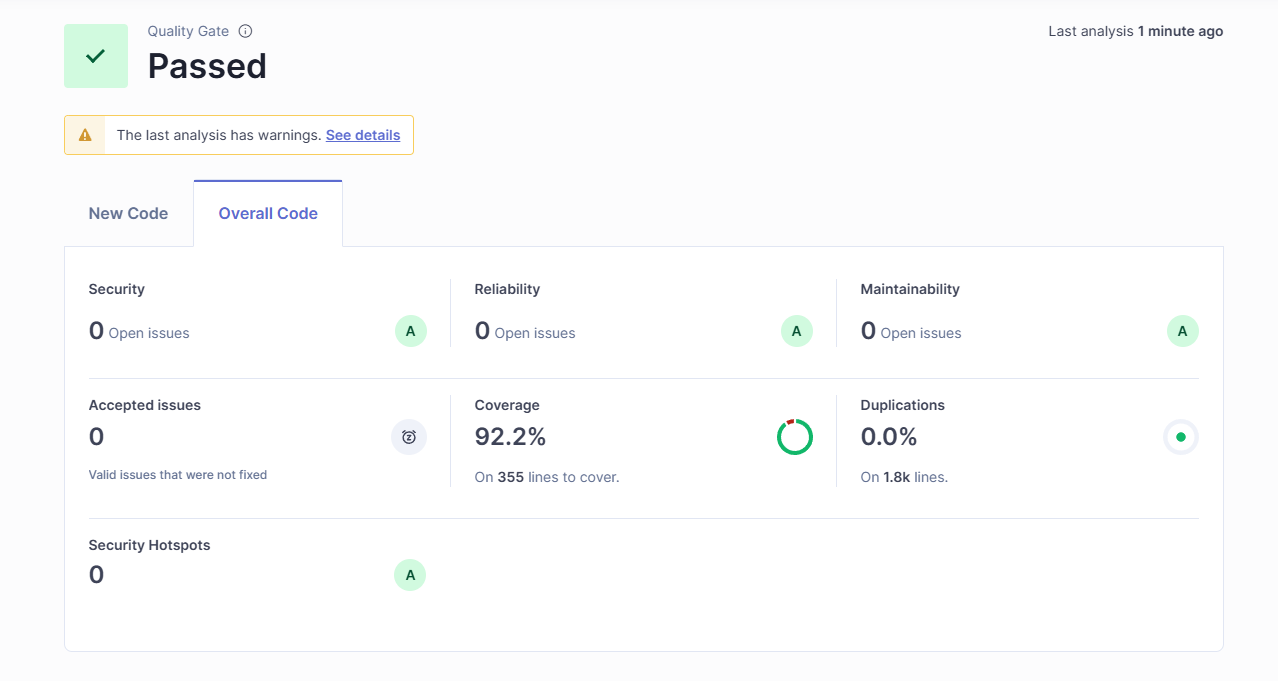 Quality Gate
Passed
Last analysis 1 minute ago
The last analysis has warnings. See details
New Code
Overall Code
Security
0 Open issues
A
Reliability
0 Open issues
A
Maintainability
0 Open issues
A
Accepted issues
0
Valid issues that were not fixed
Coverage
92.2%
On 355 lines to cover.
Duplications
0.0%
On 1.8k lines.
Security Hotspots
0
A